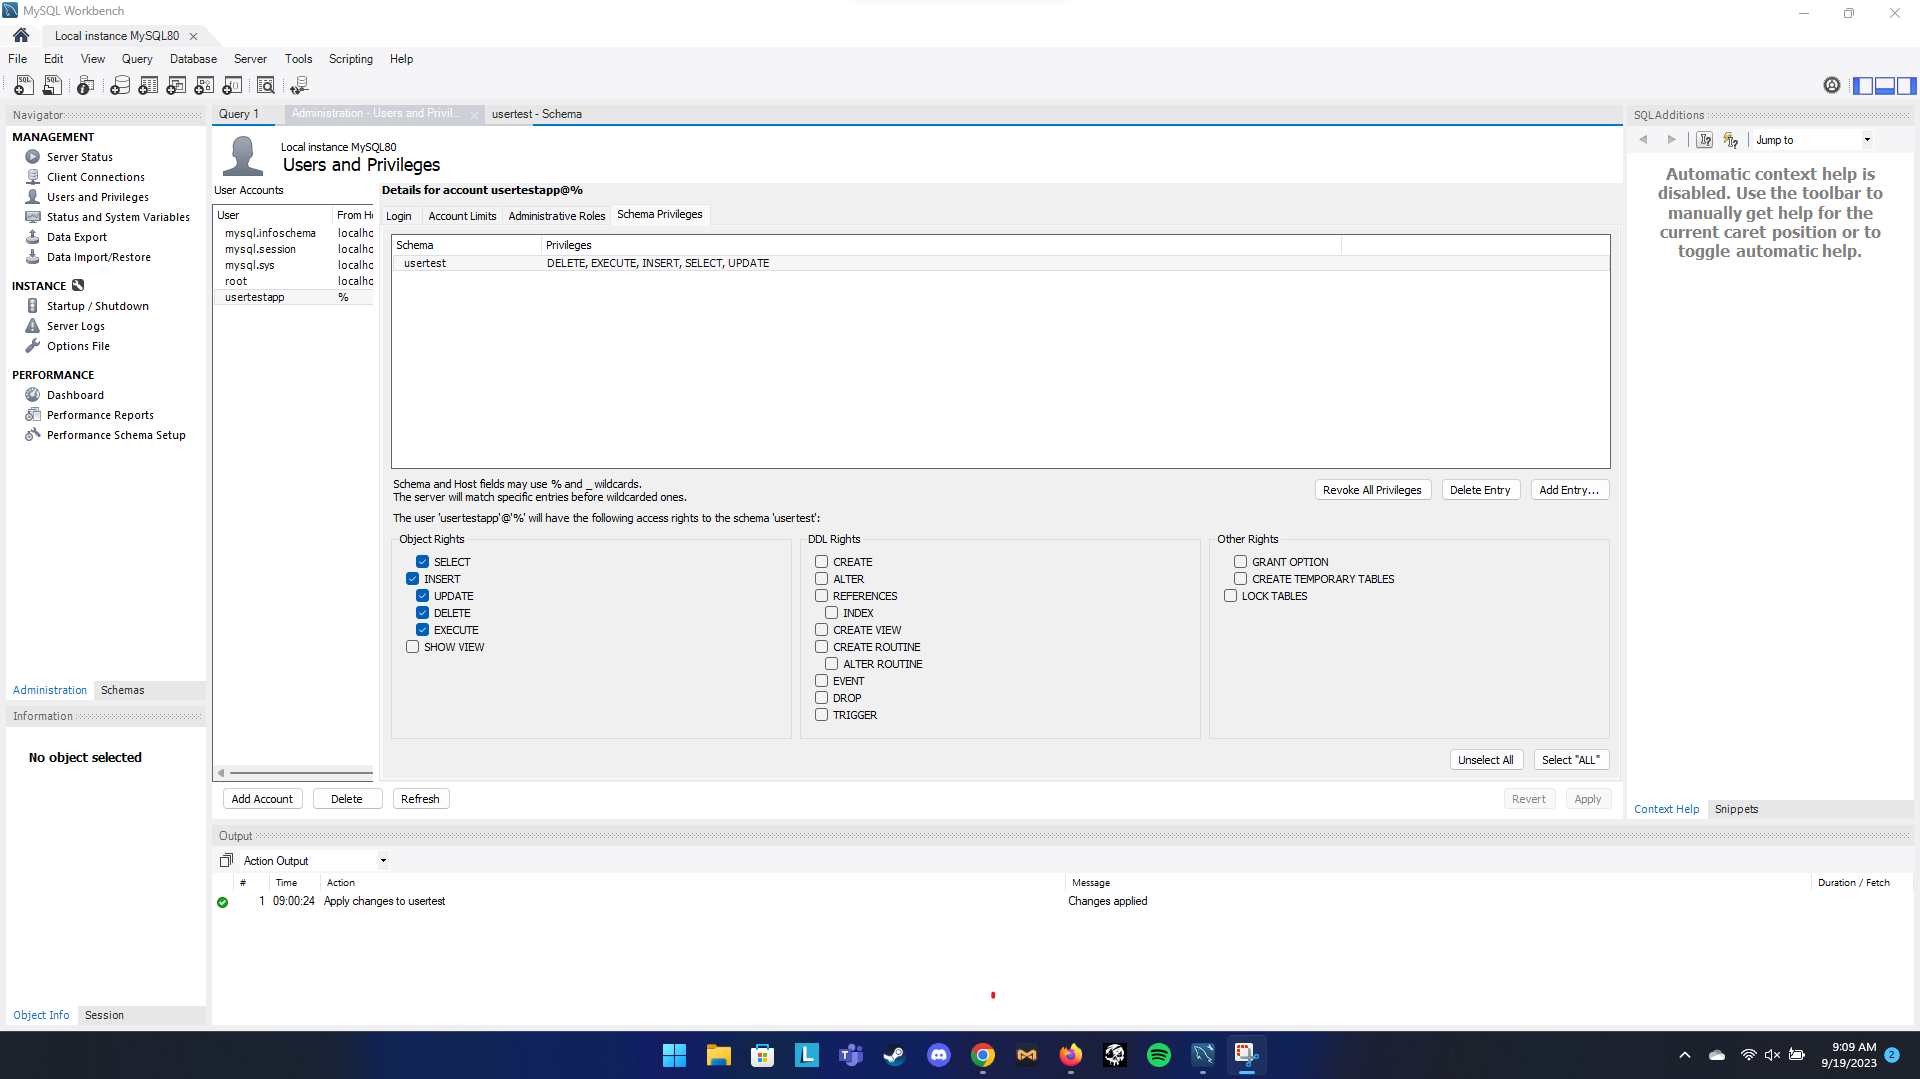 MySQL Workbench
Local instance MySQL80
File Edit View Query Database Server Tools Scripting Help
Navigator
MANAGEMENT
Server Status
Client Connections
Users and Privileges
Status and System Variables
Data Export
Data Import/Restore
INSTANCE
Startup / Shutdown
Server Logs
Options File
PERFORMANCE
Dashboard
Performance Reports
Performance Schema Setup
Administration Schemas
Information
No object selected
Object Info Session
Query 1 Administration - Users and Privil... usertest - Schema
Local instance MySQL80
Users and Privileges
User Accounts
User From Ho
mysql.infoschema localho
mysql.session localho
mysql.sys localho
root localho
usertestapp %
Details for account usertestapp@%
Login Account Limits Administrative Roles Schema Privileges
Schema Privileges
usertest DELETE, EXECUTE, INSERT, SELECT, UPDATE
Schema and Host fields may use % and _ wildcards.
The server will match specific entries before wildcarded ones.
Revoke All Privileges Delete Entry Add Entry...
The user 'usertestapp'@'%' will have the following access rights to the schema 'usertest':
Object Rights
SELECT
INSERT
UPDATE
DELETE
EXECUTE
SHOW VIEW
DDL Rights
CREATE
ALTER
REFERENCES
INDEX
CREATE VIEW
CREATE ROUTINE
ALTER ROUTINE
EVENT
DROP
TRIGGER
Other Rights
GRANT OPTION
CREATE TEMPORARY TABLES
LOCK TABLES
Unselect All Select "ALL"
Add Account Delete Refresh Revert Apply
Output
Action Output
# Time Action Message Duration / Fetch
1 09:00:24 Apply changes to usertest Changes applied
SQLAdditions
Jump to
Automatic context help is
disabled. Use the toolbar to
manually get help for the
current caret position or to
toggle automatic help.
Context Help Snippets
9:09 AM
9/19/2023
2